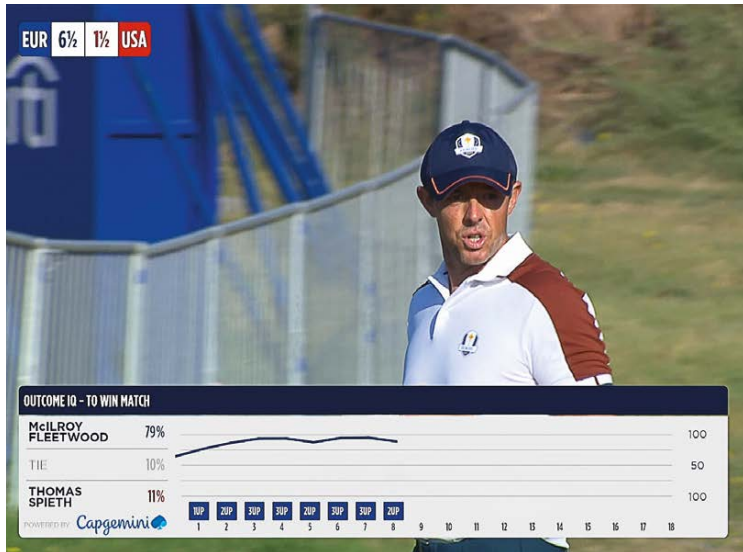 EUR 6½ 1½ USA
OUTCOME IQ - TO WIN MATCH
McILROY
FLEETWOOD 79%
TIE 10%
THOMAS
SPIETH 11%
100
50
100
1UP 2UP 3UP 3UP 2UP 3UP 3UP 2UP
1 2 3 4 5 6 7 8 9 10 11 12 13 14 15 16 17 18
POWERED BY Capgemini